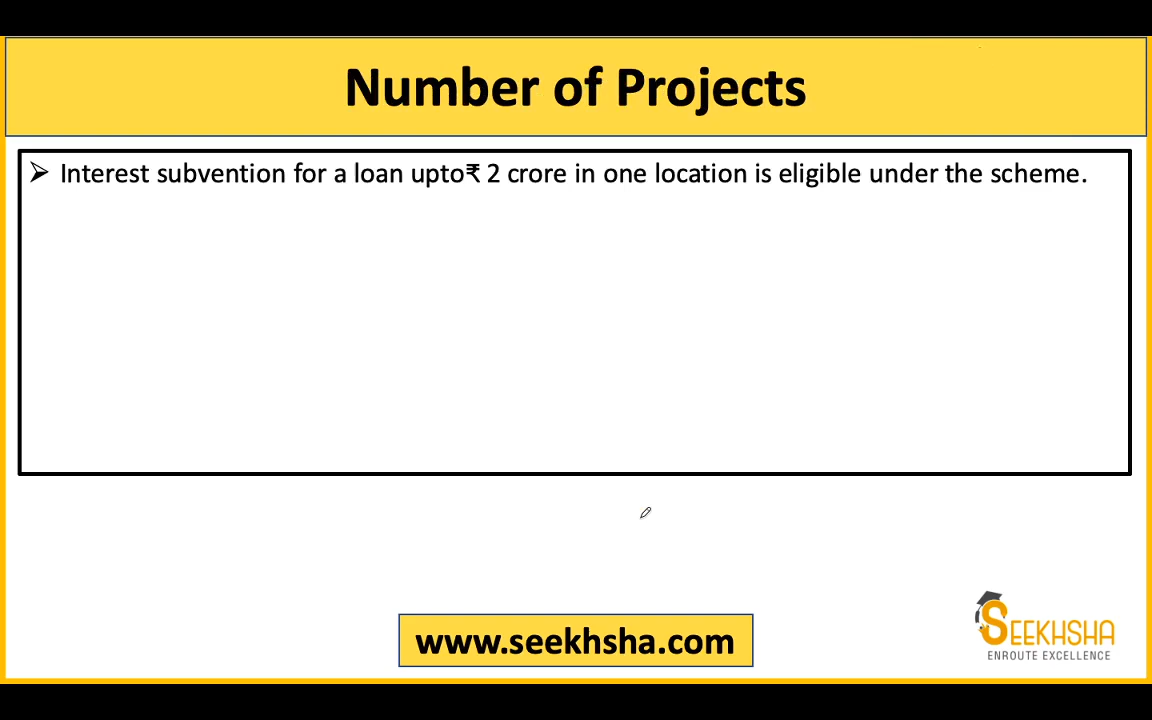 Number of Projects
➢ Interest subvention for a loan upto₹ 2 crore in one location is eligible under the scheme.
www.seekhsha.com
SEEKHSHA
ENROUTE EXCELLENCE